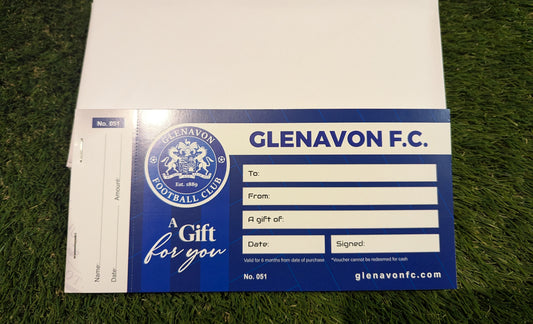 No. 051
Name:
Date:
Amount:
GLENAVON
Est. 1889
FOOTBALL CLUB
A
Gift
for you
GLENAVON F.C.
To:
From:
A gift of:
Date: Signed:
Valid for 6 months from date of purchase *Voucher cannot be redeemed for cash
No. 051 glenavonfc.com